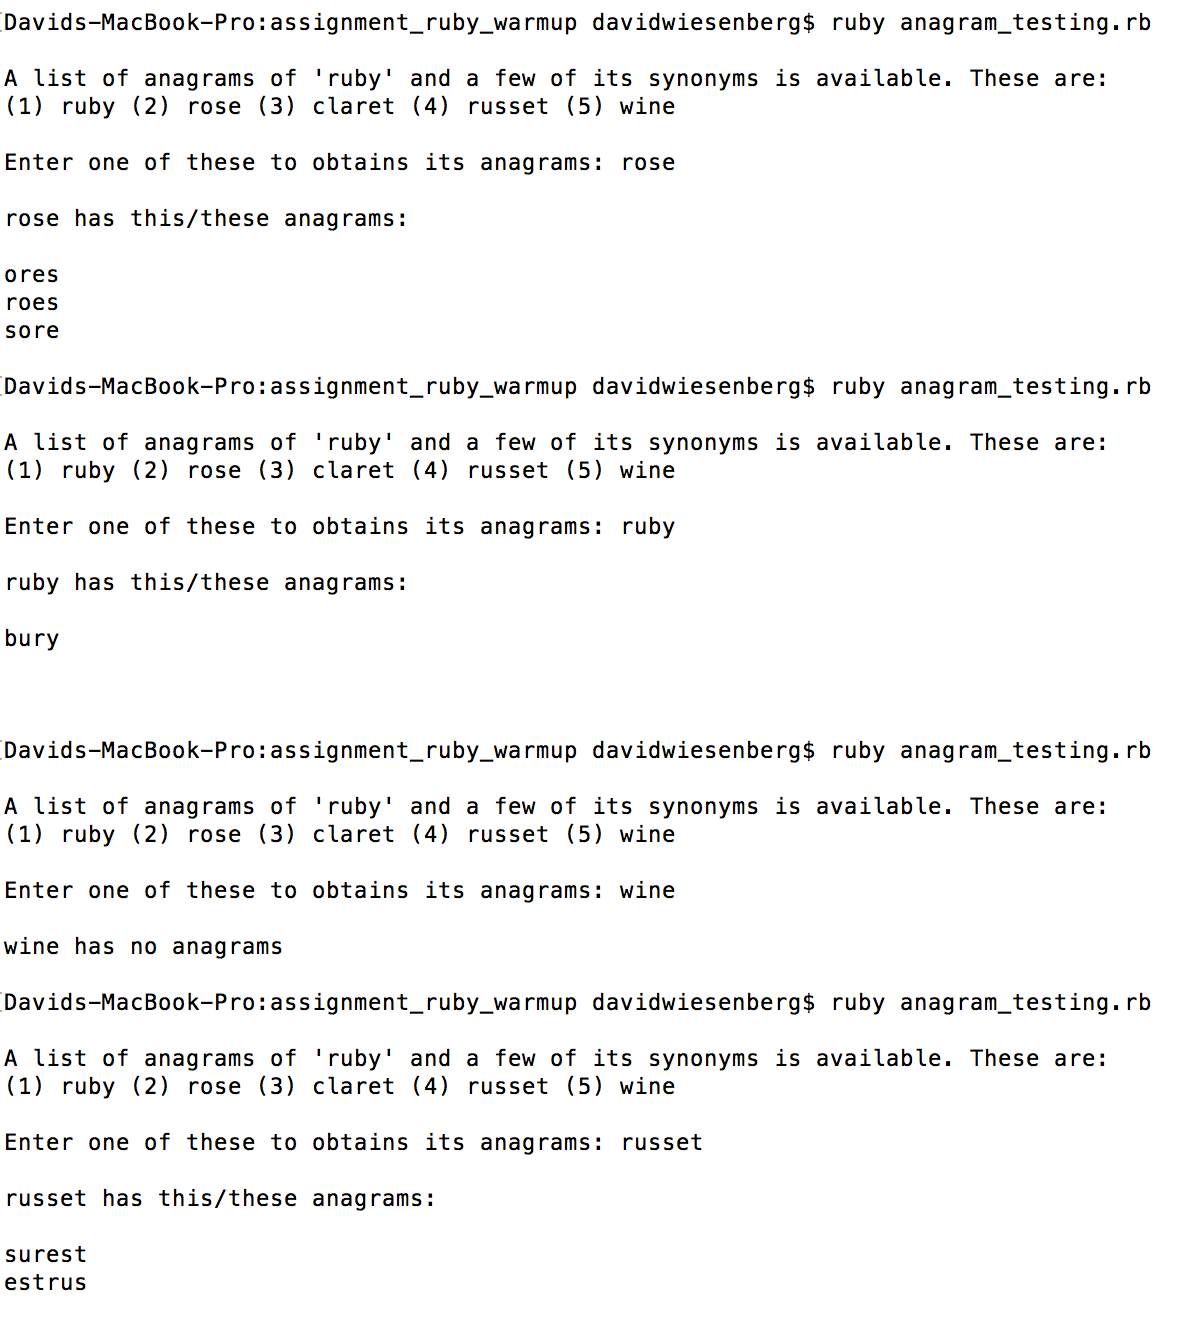 Davids-MacBook-Pro:assignment_ruby_warmup davidwiesenberg$ ruby anagram_testing.rb
A list of anagrams of 'ruby' and a few of its synonyms is available. These are:
(1) ruby (2) rose (3) claret (4) russet (5) wine
Enter one of these to obtains its anagrams: rose
rose has this/these anagrams:
ores
roes
sore
Davids-MacBook-Pro:assignment_ruby_warmup davidwiesenberg$ ruby anagram_testing.rb
A list of anagrams of 'ruby' and a few of its synonyms is available. These are:
(1) ruby (2) rose (3) claret (4) russet (5) wine
Enter one of these to obtains its anagrams: ruby
ruby has this/these anagrams:
bury
Davids-MacBook-Pro:assignment_ruby_warmup davidwiesenberg$ ruby anagram_testing.rb
A list of anagrams of 'ruby' and a few of its synonyms is available. These are:
(1) ruby (2) rose (3) claret (4) russet (5) wine
Enter one of these to obtains its anagrams: wine
wine has no anagrams
Davids-MacBook-Pro:assignment_ruby_warmup davidwiesenberg$ ruby anagram_testing.rb
A list of anagrams of 'ruby' and a few of its synonyms is available. These are:
(1) ruby (2) rose (3) claret (4) russet (5) wine
Enter one of these to obtains its anagrams: russet
russet has this/these anagrams:
surest
estrus